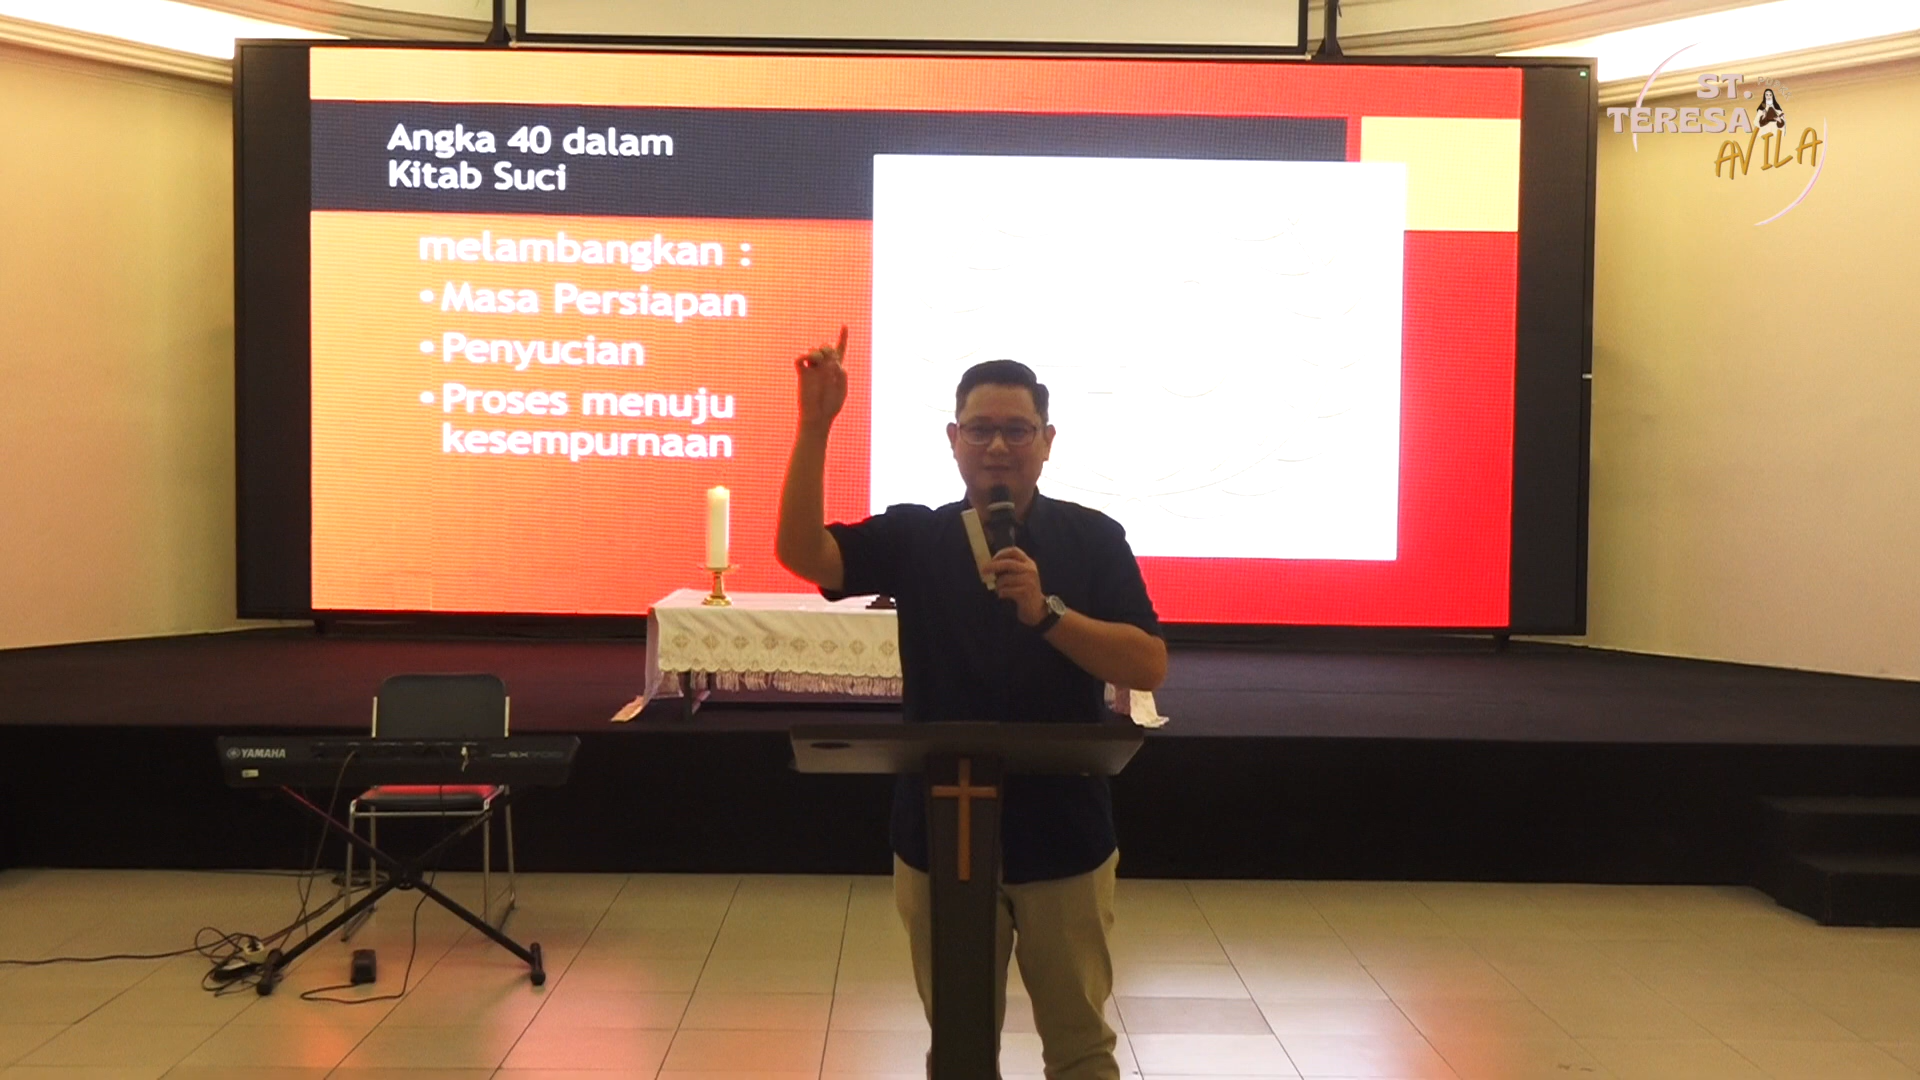 Angka 40 dalam
Kitab Suci
melambangkan :
• Masa Persiapan
• Penyucian
• Proses menuju
kesempurnaan
ST.
TERESA
AVILA
YAMAHA